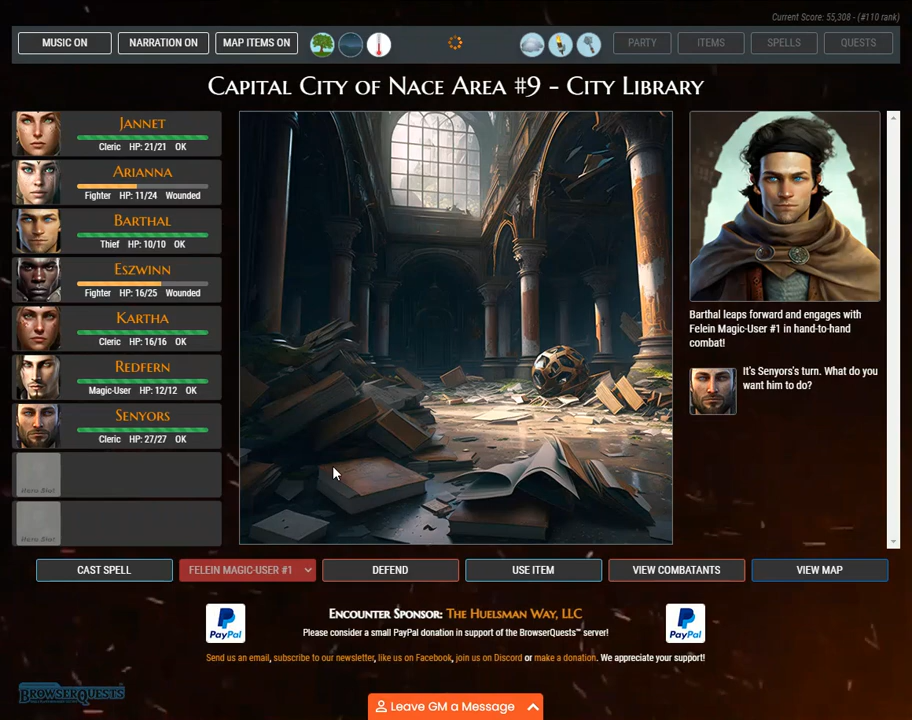 Current Score: 55,308 - (#110 rank)
MUSIC ON
NARRATION ON
MAP ITEMS ON
PARTY
ITEMS
SPELLS
QUESTS
Capital City of Nace Area #9 - City Library
Jannet
Cleric HP: 21/21 OK
Arianna
Fighter HP: 11/24 Wounded
Barthal
Thief HP: 10/10 OK
Eszwinn
Fighter HP: 16/25 Wounded
Kartha
Cleric HP: 16/16 OK
Redfern
Magic-User HP: 12/12 OK
Senyors
Cleric HP: 27/27 OK
Hero Slot
Hero Slot
Barthal leaps forward and engages with
Felein Magic-User #1 in hand-to-hand
combat!
It's Senyors's turn. What do you
want him to do?
CAST SPELL
FELEIN MAGIC-USER #1
DEFEND
USE ITEM
VIEW COMBATANTS
VIEW MAP
PayPal
Encounter Sponsor: The Huelsman Way, LLC
Please consider a small PayPal donation in support of the BrowserQuests™ server!
PayPal
Send us an email, subscribe to our newsletter, like us on Facebook, join us on Discord or make a donation. We appreciate your support!
BrowserQuests
Leave GM a Message